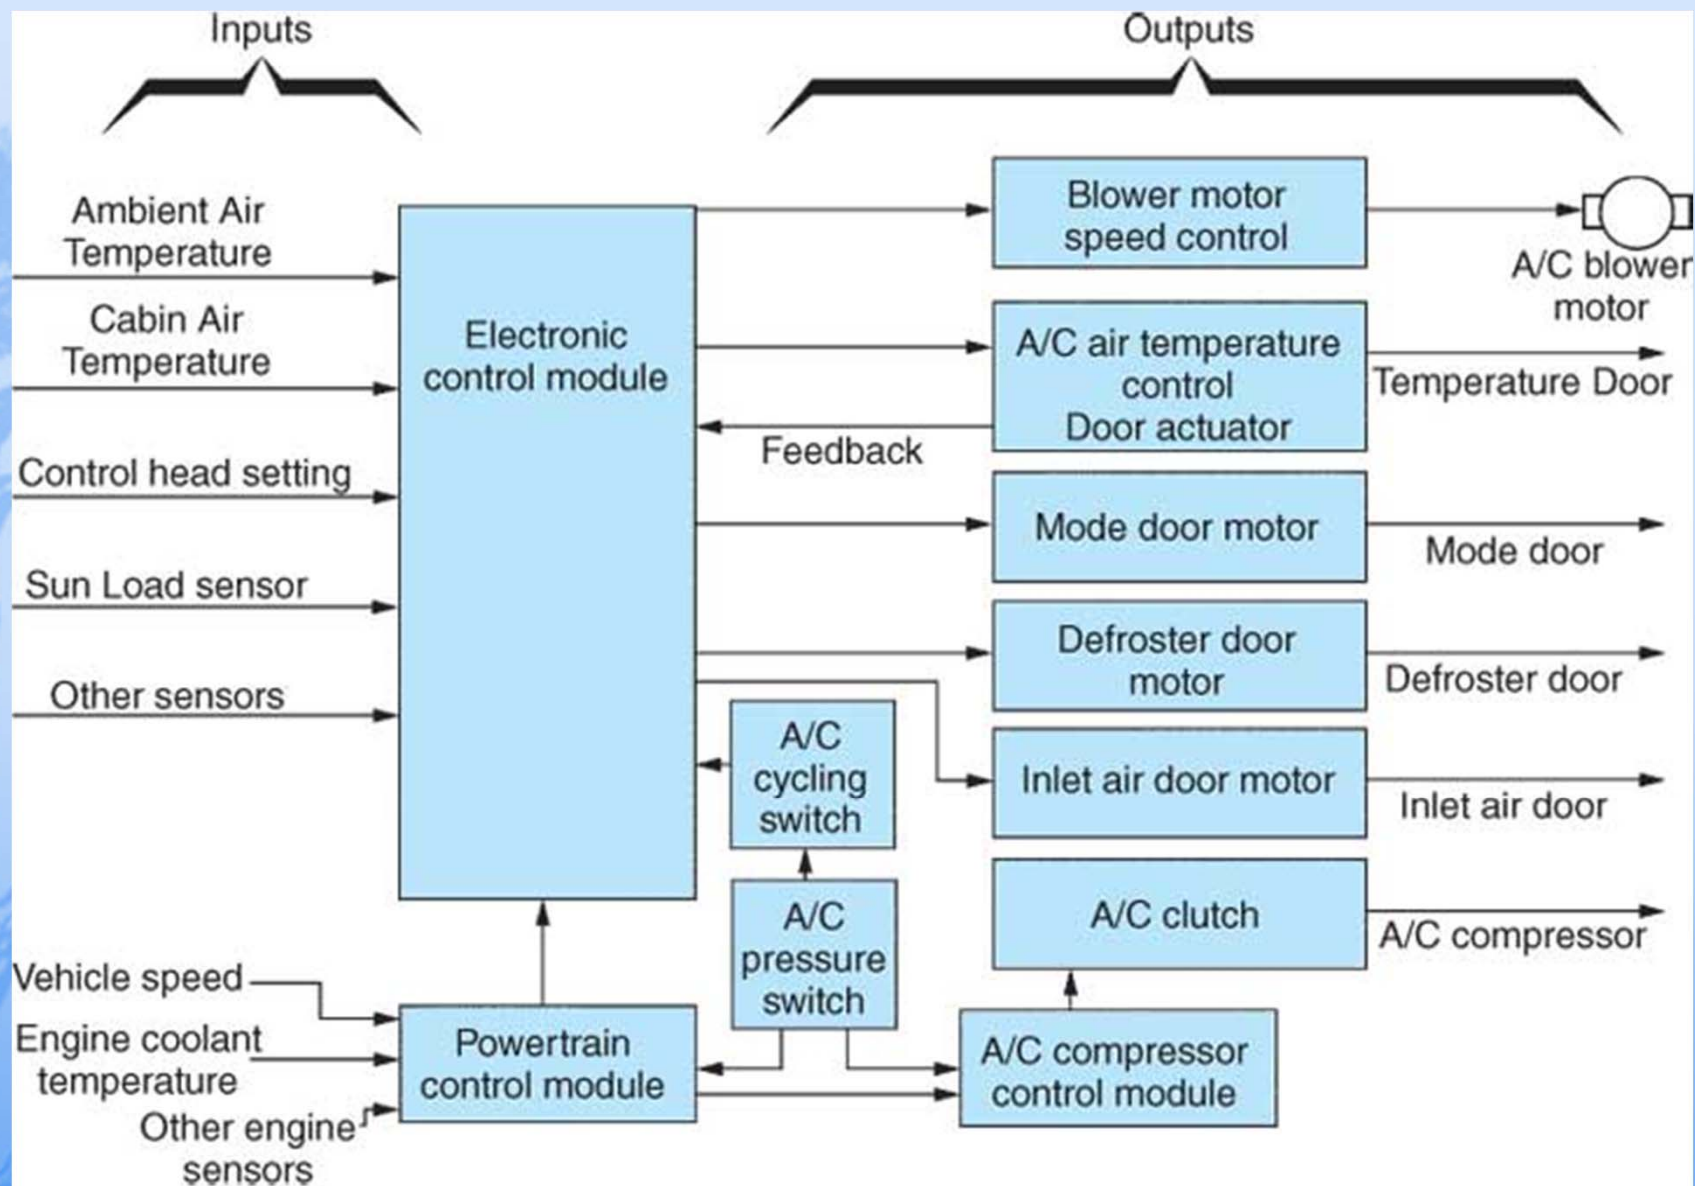 Inputs
Outputs
Ambient Air
Temperature
Cabin Air
Temperature
Control head setting
Sun Load sensor
Other sensors
Electronic
control module
Blower motor
speed control
A/C blower
motor
A/C air temperature
control
Door actuator
Temperature Door
Feedback
Mode door motor
Mode door
Defroster door
motor
Defroster door
A/C
cycling
switch
Inlet air door motor
Inlet air door
A/C
pressure
switch
A/C clutch
A/C compressor
Vehicle speed
Engine coolant
temperature
Other engine
sensors
Powertrain
control module
A/C compressor
control module